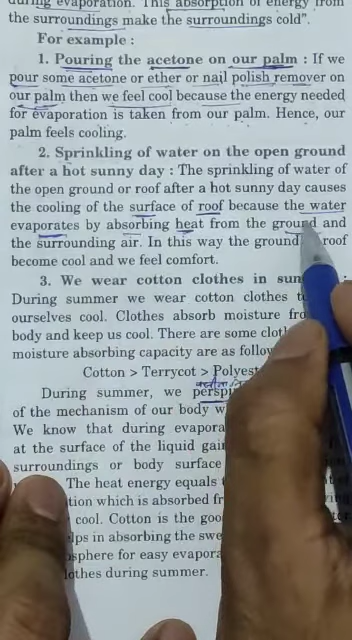 during evaporation. This absorption of energy from
the surroundings make the surroundings cold".
For example :
1. Pouring the acetone on our palm : If we
pour some acetone or ether or nail polish remover on
our palm then we feel cool because the energy needed
for evaporation is taken from our palm. Hence, our
palm feels cooling.
2. Sprinkling of water on the open ground
after a hot sunny day : The sprinkling of water of
the open ground or roof after a hot sunny day causes
the cooling of the surface of roof because the water
evaporates by absorbing heat from the ground and
the surrounding air. In this way the ground roof
become cool and we feel comfort.
3. We wear cotton clothes in sum :
During summer we wear cotton clothes t
ourselves cool. Clothes absorb moisture fro
body and keep us cool. There are some clot
moisture absorbing capacity are as follow
Cotton > Terrycot > Polyest
During summer, we perspi
of the mechanism of our body w
We know that during evapora
at the surface of the liquid gai
surroundings or body surface
The heat energy equals
tion which is absorbed fr
cool. Cotton is the goo
elps in absorbing the swe
sphere for easy evapora
lothes during summer.